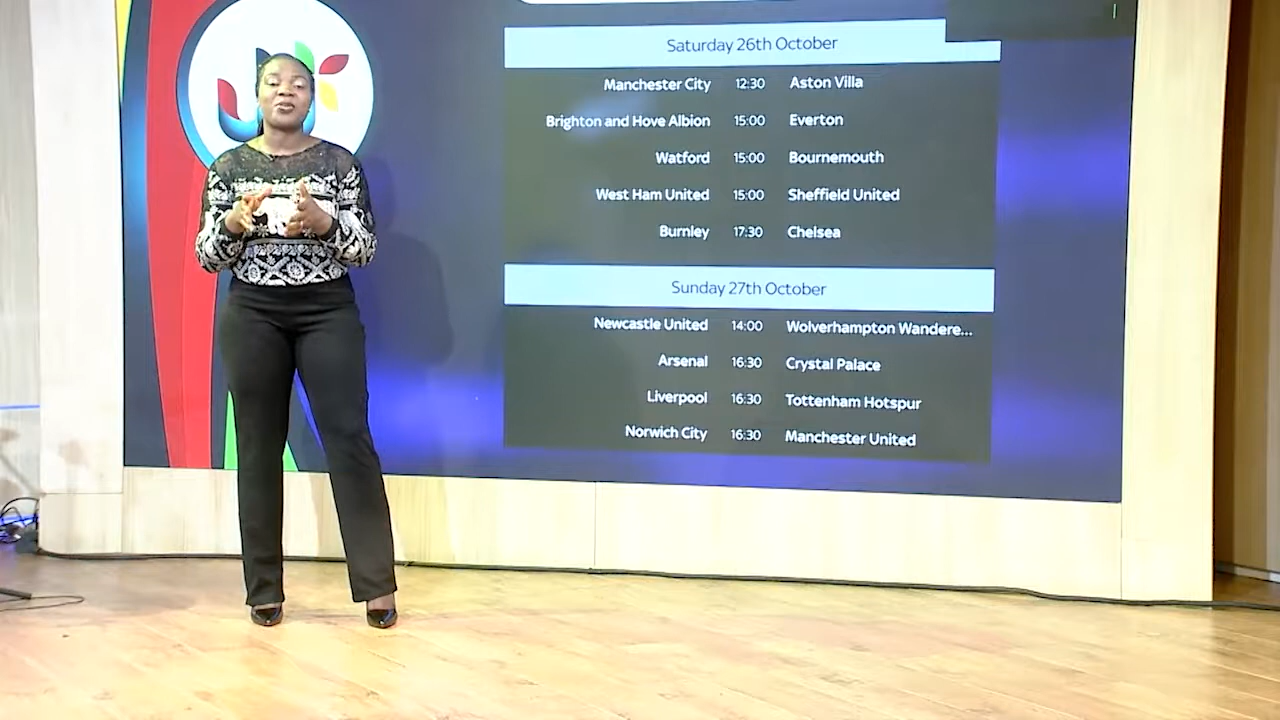 Saturday 26th October
Manchester City 12:30 Aston Villa
Brighton and Hove Albion 15:00 Everton
Watford 15:00 Bournemouth
West Ham United 15:00 Sheffield United
Burnley 17:30 Chelsea
Sunday 27th October
Newcastle United 14:00 Wolverhampton Wandere...
Arsenal 16:30 Crystal Palace
Liverpool 16:30 Tottenham Hotspur
Norwich City 16:30 Manchester United